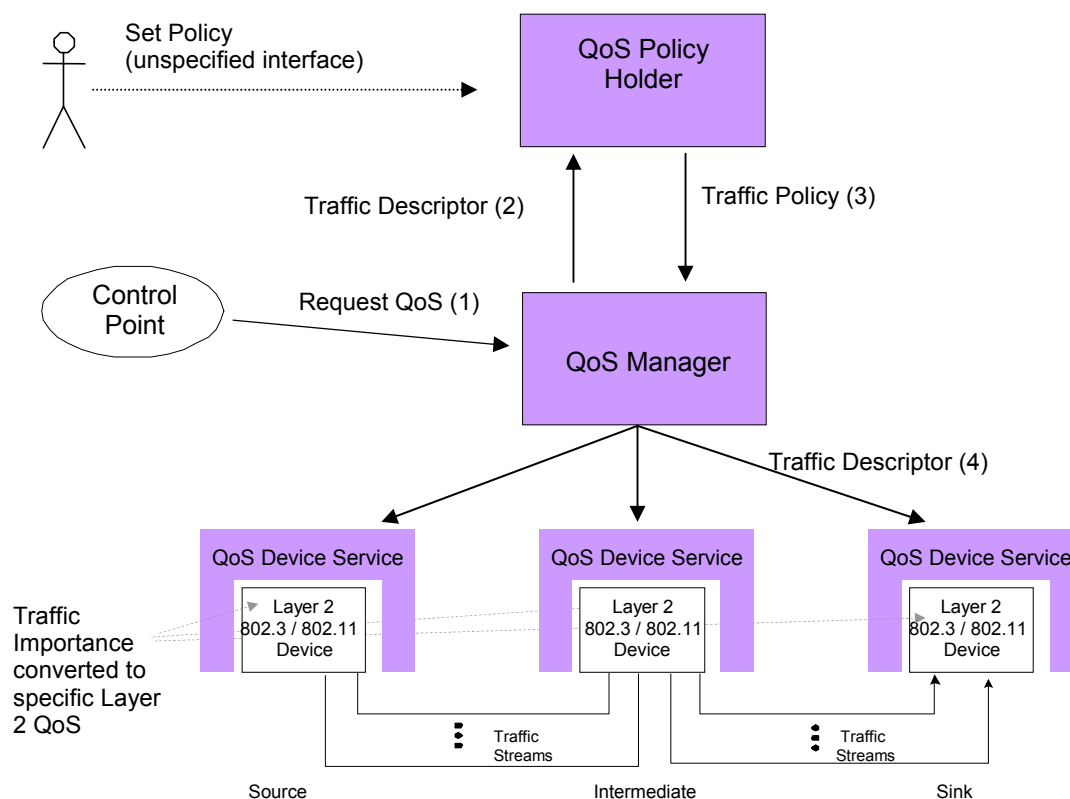 Set Policy
(unspecified interface)
QoS Policy
Holder
Traffic Descriptor (2)
Traffic Policy (3)
Control
Point
Request QoS (1)
QoS Manager
Traffic Descriptor (4)
QoS Device Service
QoS Device Service
QoS Device Service
Layer 2
802.3 / 802.11
Device
Layer 2
802.3 / 802.11
Device
Layer 2
802.3 / 802.11
Device
Traffic
Importance
converted to
specific Layer
2 QoS
Traffic
Streams
Traffic
Streams
Source
Intermediate
Sink